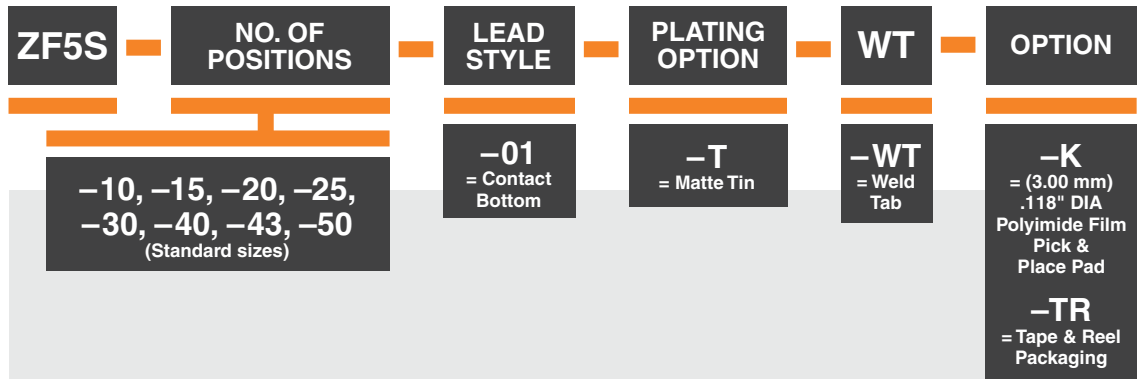 ZF5S
NO. OF
POSITIONS
LEAD
STYLE
PLATING
OPTION
WT
OPTION
–10, –15, –20, –25,
–30, –40, –43, –50
(Standard sizes)
–01
= Contact
Bottom
–T
= Matte Tin
–WT
= Weld
Tab
–K
= (3.00 mm)
.118" DIA
Polyimide Film
Pick &
Place Pad
–TR
= Tape & Reel
Packaging